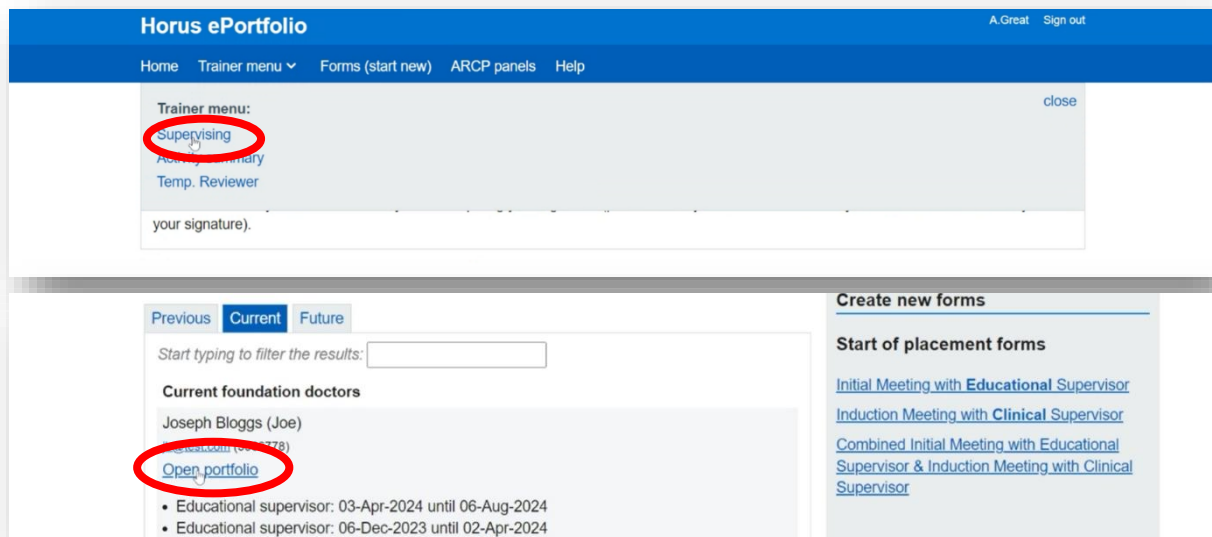 Horus ePortfolio
A.Great Sign out
Home Trainer menu Forms (start new) ARCP panels Help
Trainer menu:
close
Supervising
Activity summary
Temp. Reviewer
your signature).
Previous Current Future
Start typing to filter the results:
Current foundation doctors
Joseph Bloggs (Joe)
Open portfolio
• Educational supervisor: 03-Apr-2024 until 06-Aug-2024
• Educational supervisor: 06-Dec-2023 until 02-Apr-2024
Create new forms
Start of placement forms
Initial Meeting with Educational Supervisor
Induction Meeting with Clinical Supervisor
Combined Initial Meeting with Educational
Supervisor & Induction Meeting with Clinical
Supervisor